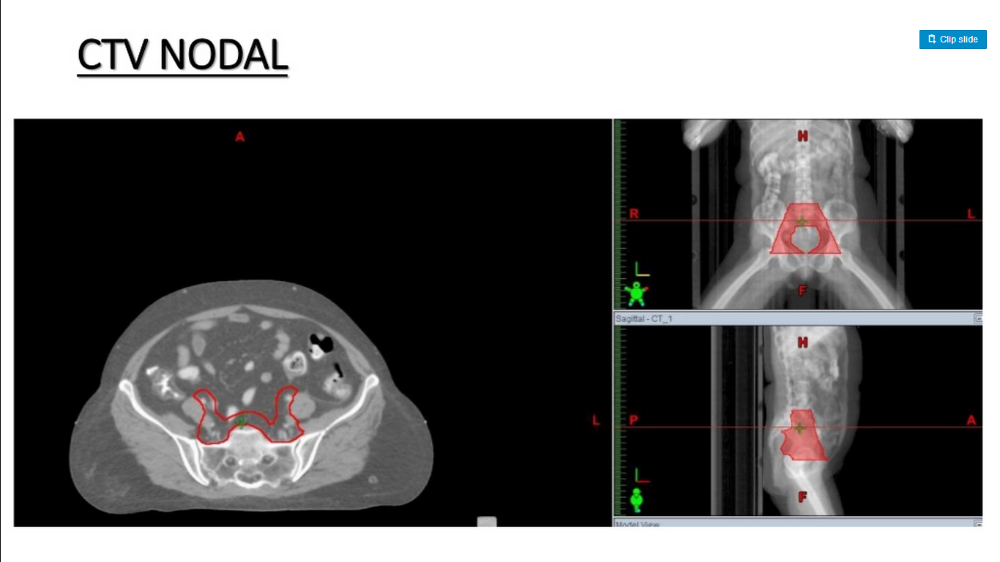 CTV NODAL
Clip slide
A
L
H
R
L
F
Sagittal - CT_1
H
P
A
F
Model View